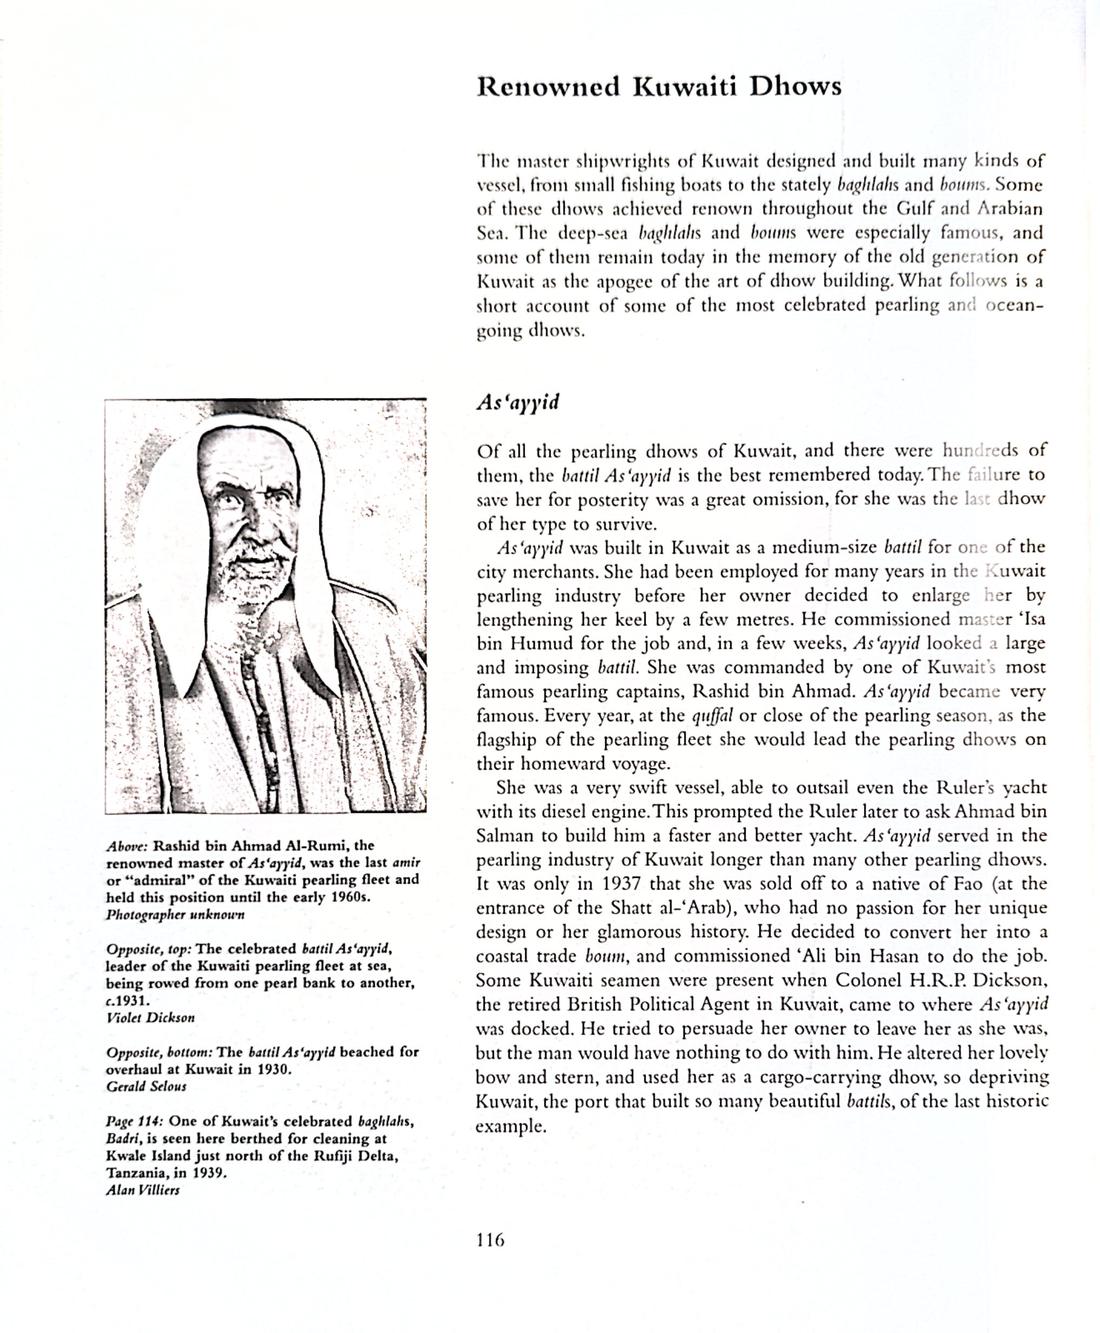 Renowned Kuwaiti Dhows
The master shipwrights of Kuwait designed and built many kinds of
vessel, from small fishing boats to the stately baghlahs and boums. Some
of these dhows achieved renown throughout the Gulf and Arabian
Sea. The deep-sea baghlahs and boums were especially famous, and
some of them remain today in the memory of the old generation of
Kuwait as the apogee of the art of dhow building. What follows is a
short account of some of the most celebrated pearling and ocean-
going dhows.
As‘ayyid
Of all the pearling dhows of Kuwait, and there were hundreds of
them, the battil As‘ayyid is the best remembered today. The failure to
save her for posterity was a great omission, for she was the last dhow
of her type to survive.
As‘ayyid was built in Kuwait as a medium-size battil for one of the
city merchants. She had been employed for many years in the Kuwait
pearling industry before her owner decided to enlarge her by
lengthening her keel by a few metres. He commissioned master ‘Isa
bin Humud for the job and, in a few weeks, As‘ayyid looked a large
and imposing battil. She was commanded by one of Kuwait's most
famous pearling captains, Rashid bin Ahmad. As‘ayyid became very
famous. Every year, at the quffal or close of the pearling season, as the
flagship of the pearling fleet she would lead the pearling dhows on
their homeward voyage.
She was a very swift vessel, able to outsail even the Ruler's yacht
with its diesel engine. This prompted the Ruler later to ask Ahmad bin
Salman to build him a faster and better yacht. As‘ayyid served in the
pearling industry of Kuwait longer than many other pearling dhows.
It was only in 1937 that she was sold off to a native of Fao (at the
entrance of the Shatt al-‘Arab), who had no passion for her unique
design or her glamorous history. He decided to convert her into a
coastal trade boum, and commissioned ‘Ali bin Hasan to do the job.
Some Kuwaiti seamen were present when Colonel H.R.P. Dickson,
the retired British Political Agent in Kuwait, came to where As‘ayyid
was docked. He tried to persuade her owner to leave her as she was,
but the man would have nothing to do with him. He altered her lovely
bow and stern, and used her as a cargo-carrying dhow, so depriving
Kuwait, the port that built so many beautiful battils, of the last historic
example.
Above: Rashid bin Ahmad Al-Rumi, the
renowned master of As‘ayyid, was the last amir
or “admiral” of the Kuwaiti pearling fleet and
held this position until the early 1960s.
Photographer unknown
Opposite, top: The celebrated battil As‘ayyid,
leader of the Kuwaiti pearling fleet at sea,
being rowed from one pearl bank to another,
c.1931.
Violet Dickson
Opposite, bottom: The battil As‘ayyid beached for
overhaul at Kuwait in 1930.
Gerald Selous
Page 114: One of Kuwait's celebrated baghlahs,
Badri, is seen here berthed for cleaning at
Kwale Island just north of the Rufiji Delta,
Tanzania, in 1939.
Alan Villiers
116